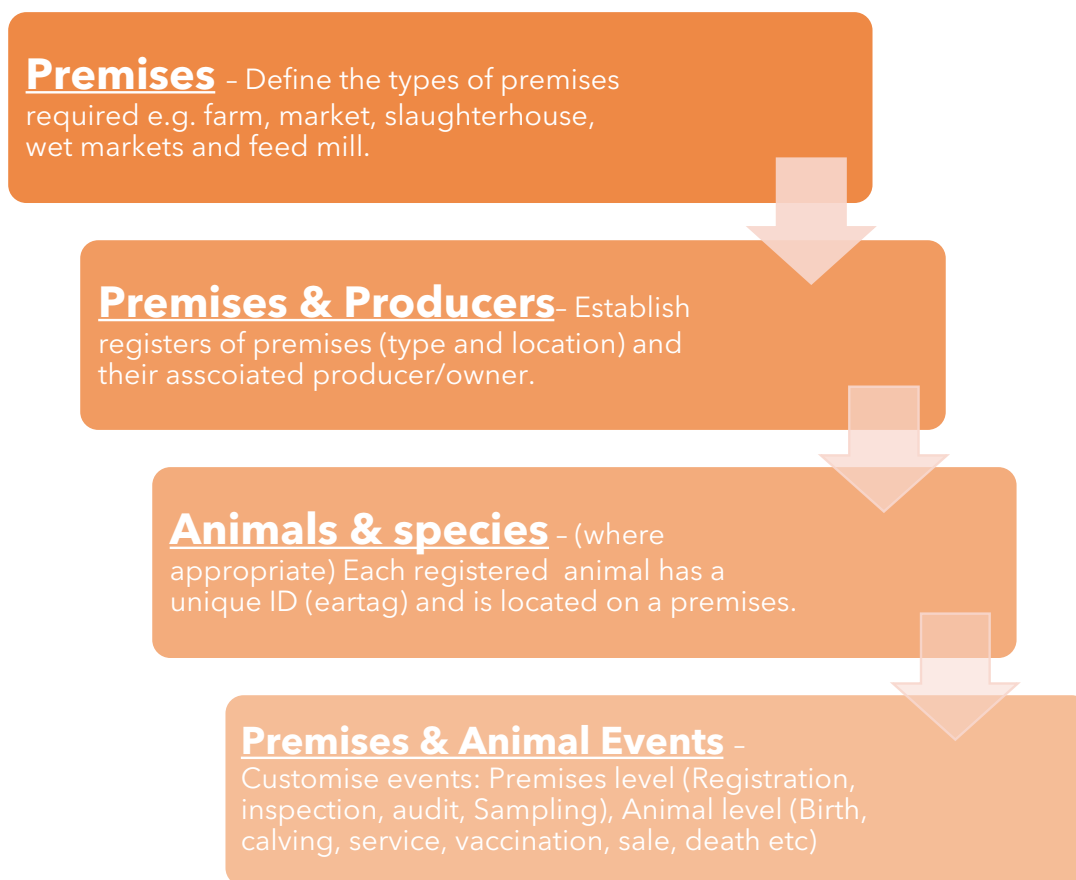 Premises – Define the types of premises
required e.g. farm, market, slaughterhouse,
wet markets and feed mill.
Premises & Producers– Establish
registers of premises (type and location) and
their asscoiated producer/owner.
Animals & species – (where
appropriate) Each registered  animal has a
unique ID (eartag) and is located on a premises.
Premises & Animal Events –
Customise events: Premises level (Registration,
inspection, audit, Sampling), Animal level (Birth,
calving, service, vaccination, sale, death etc)